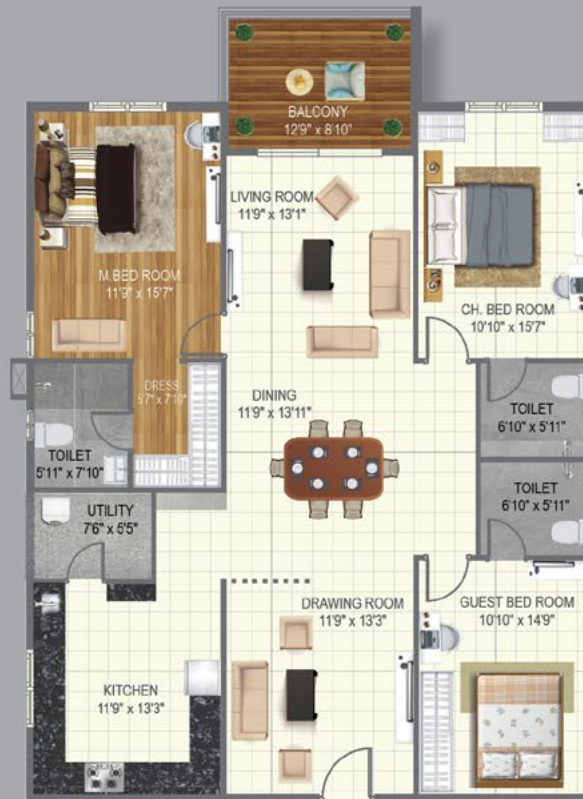 BALCONY
12'9" x 8'10"
LIVING ROOM
11'9" x 13'1"
M.BED ROOM
11'9" x 15'7"
CH. BED ROOM
10'10" x 15'7"
DRESS
5'7" x 7'10"
DINING
11'9" x 13'11"
TOILET
6'10" x 5'11"
TOILET
5'11" x 7'10"
TOILET
6'10" x 5'11"
UTILITY
7'6" x 5'5"
DRAWING ROOM
11'9" x 13'3"
GUEST BED ROOM
10'10" x 14'9"
KITCHEN
11'9" x 13'3"